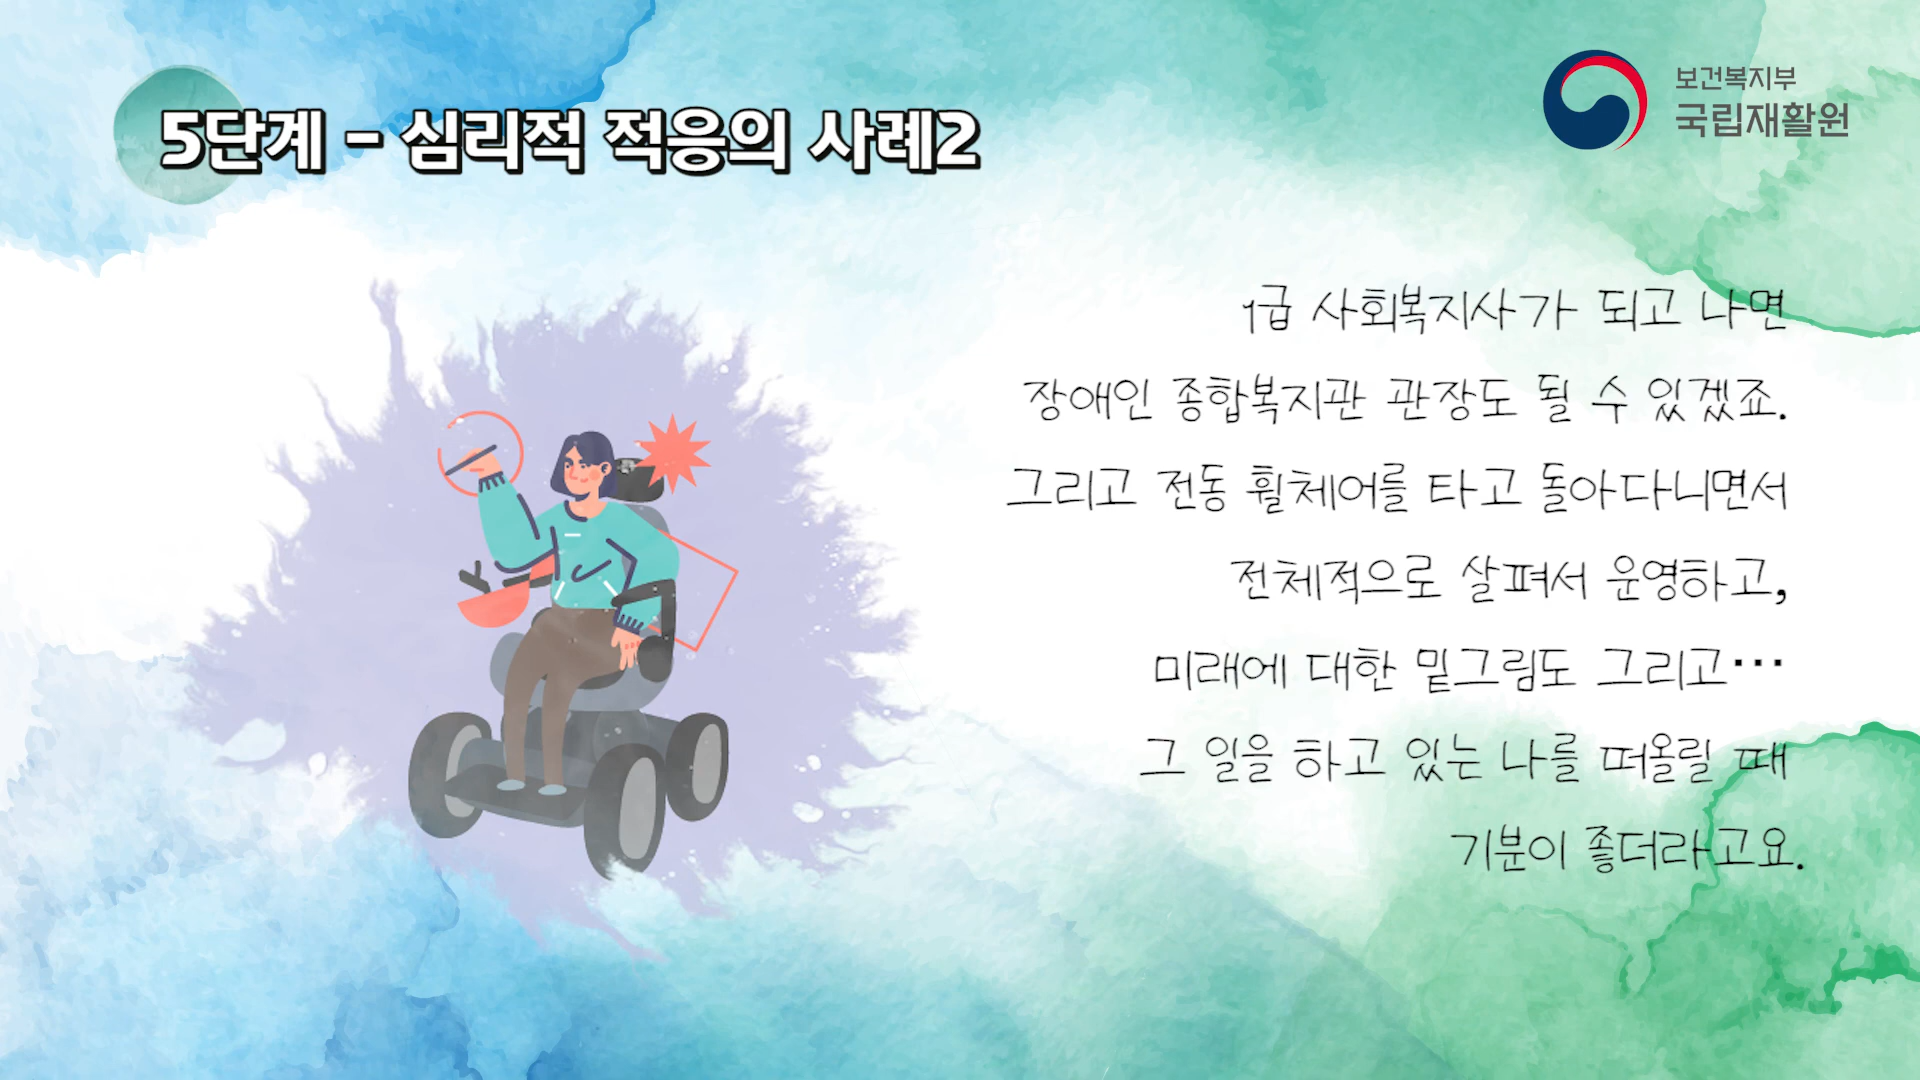 5단계 - 심리적 적응의 사례2
보건복지부
국립재활원
1급 사회복지사가 되고 나면
장애인 종합복지관 관장도 될 수 있겠죠.
그리고 전동 휠체어를 타고 돌아다니면서
전체적으로 살펴서 운영하고,
미래에 대한 밑그림도 그리고···
그 일을 하고 있는 나를 떠올릴 때
기분이 좋더라고요.